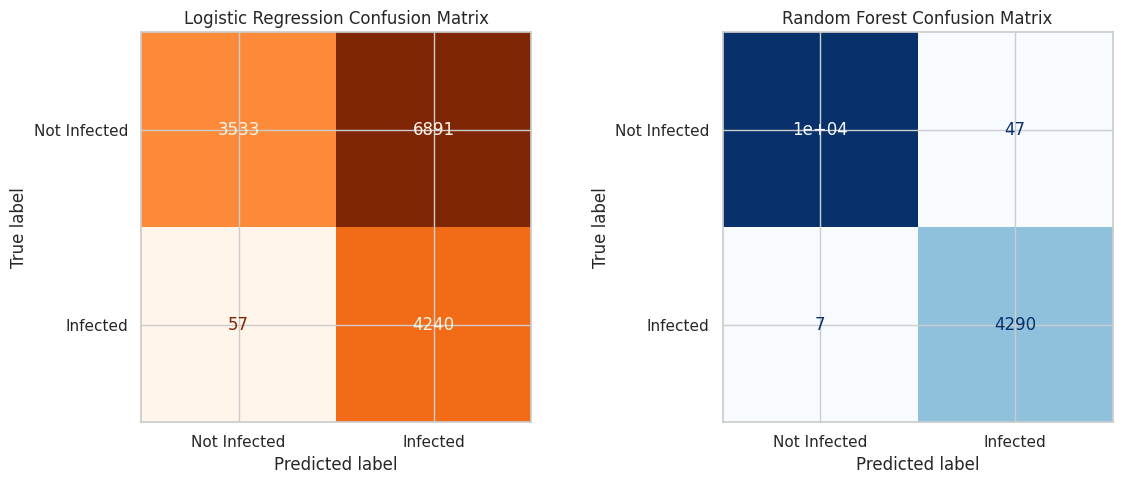 Logistic Regression Confusion Matrix
Not Infected
3533
6891
Infected
57
4240
True label
Not Infected
Infected
Predicted label
Random Forest Confusion Matrix
Not Infected
1e+04
47
Infected
7
4290
True label
Not Infected
Infected
Predicted label